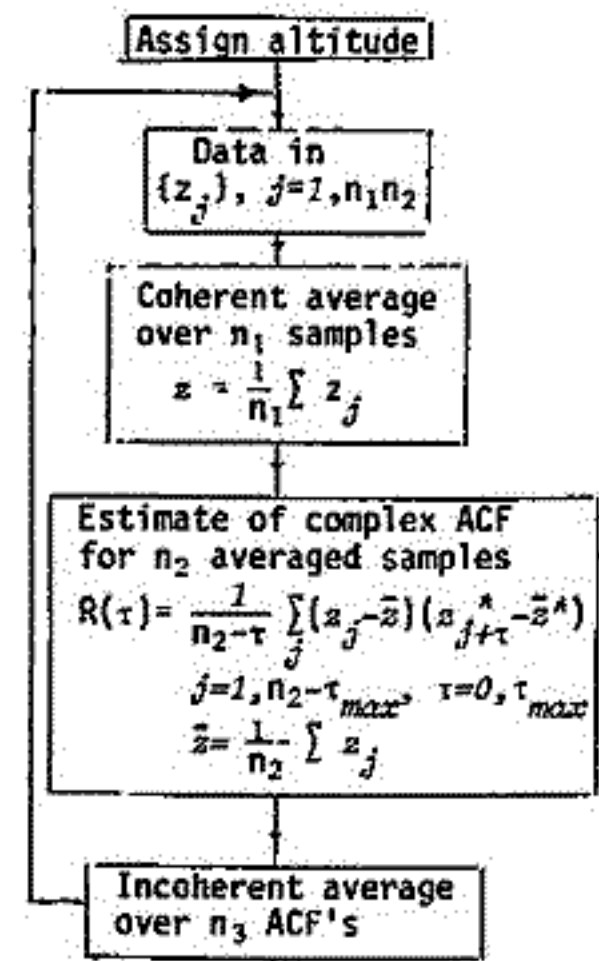 Assign altitude
Data in
{z_j}, j=1,n₁n₂
Coherent average
over n₁ samples
z = 1/n₁ ∑ z_j
Estimate of complex ACF
for n₂ averaged samples
R(τ)= 1/(n₂-τ) ∑_j (z_j-z̄)(z*_{j+τ}-z̄*)
j=1,n₂-τ_max, τ=0,τ_max
z̄= 1/n₂ ∑ z_j
Incoherent average
over n₃ ACF's